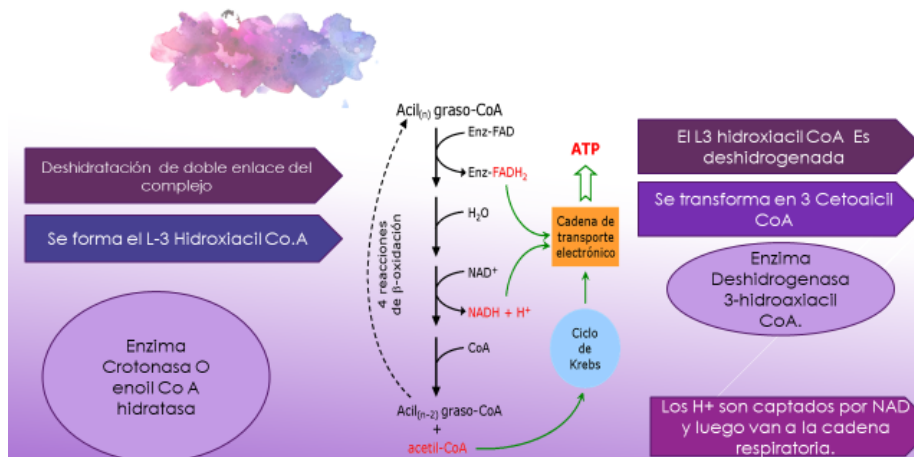 Deshidratación de doble enlace del
complejo
Se forma el L-3 Hidroxiacil Co.A
Enzima
Crotonasa O
enoil Co A
hidratasa
Acil(n) graso-CoA
Enz-FAD
Enz-FADH₂
H₂O
NAD⁺
NADH + H⁺
CoA
Acil(n-2) graso-CoA
+
acetil-CoA
4 reacciones
de β-oxidación
ATP
Cadena de
transporte
electrónico
Ciclo
de
Krebs
El L3 hidroxiacil CoA Es
deshidrogenada
Se transforma en 3 Cetoaicil
CoA
Enzima
Deshidrogenasa
3-hidroaxiacil
CoA.
Los H+ son captados por NAD
y luego van a la cadena
respiratoria.